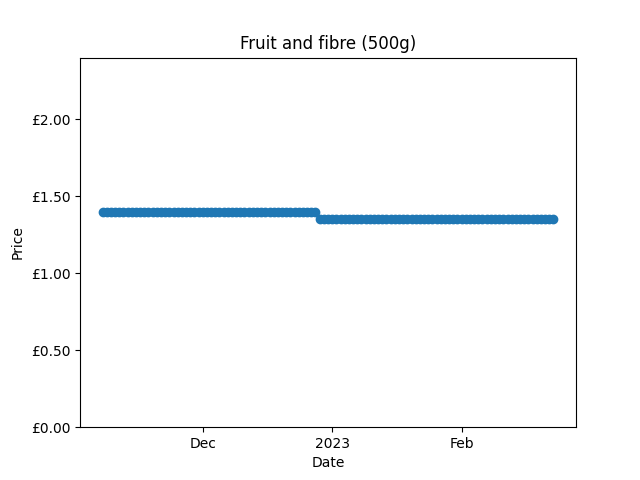 Fruit and fibre (500g)
£2.00
£1.50
£1.00
£0.50
£0.00
Price
Dec
2023
Feb
Date